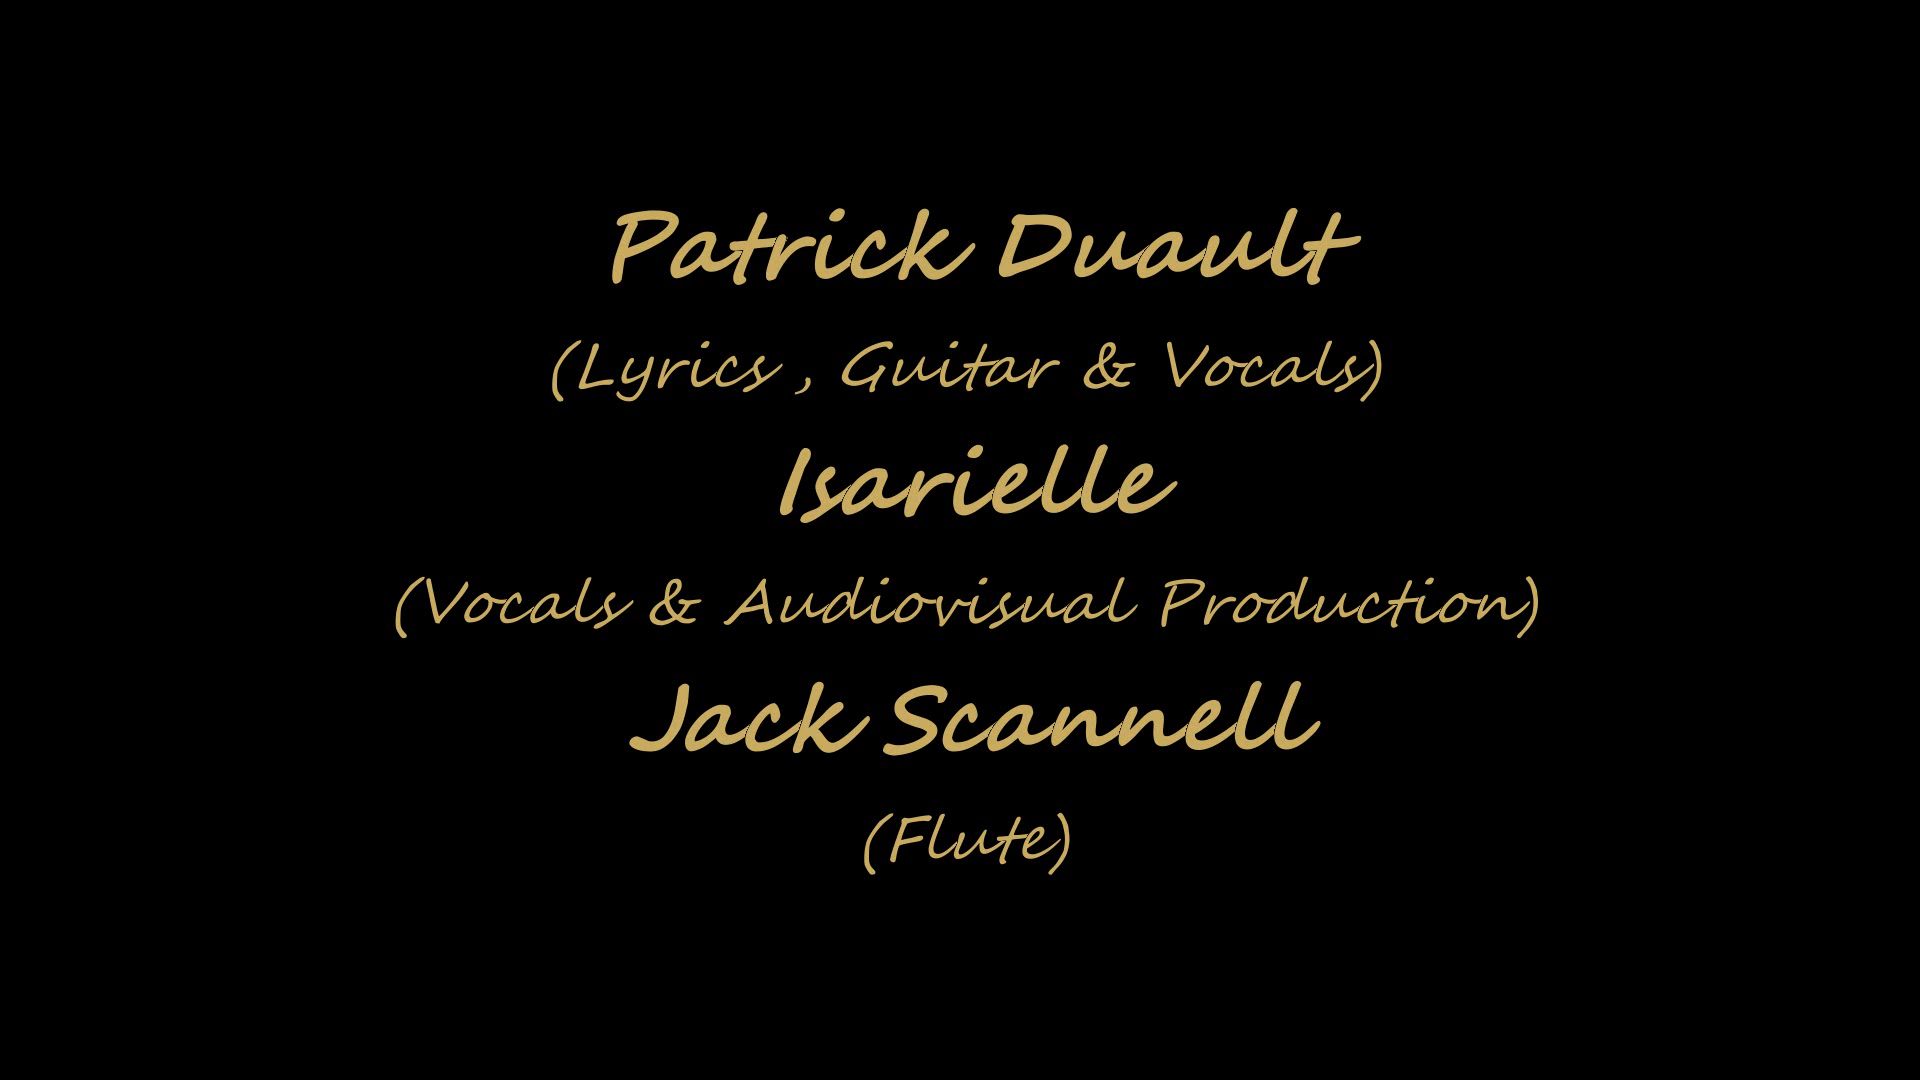 Patrick Duault
(Lyrics , Guitar & Vocals)
Isarielle
(Vocals & Audiovisual Production)
Jack Scannell
(Flute)